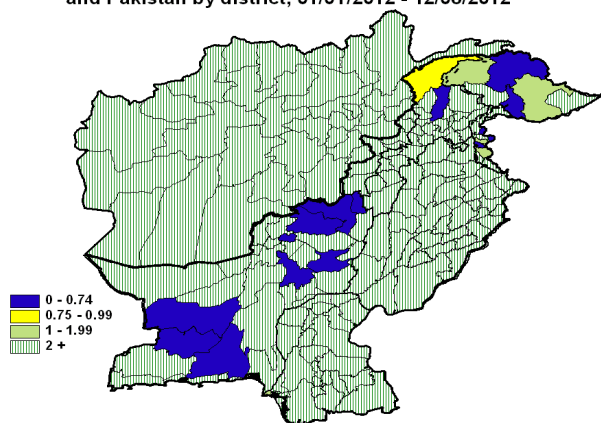 and Pakistan by district, 01/01/2012 - 12/08/2012
0 - 0.74
0.75 - 0.99
1 - 1.99
2 +